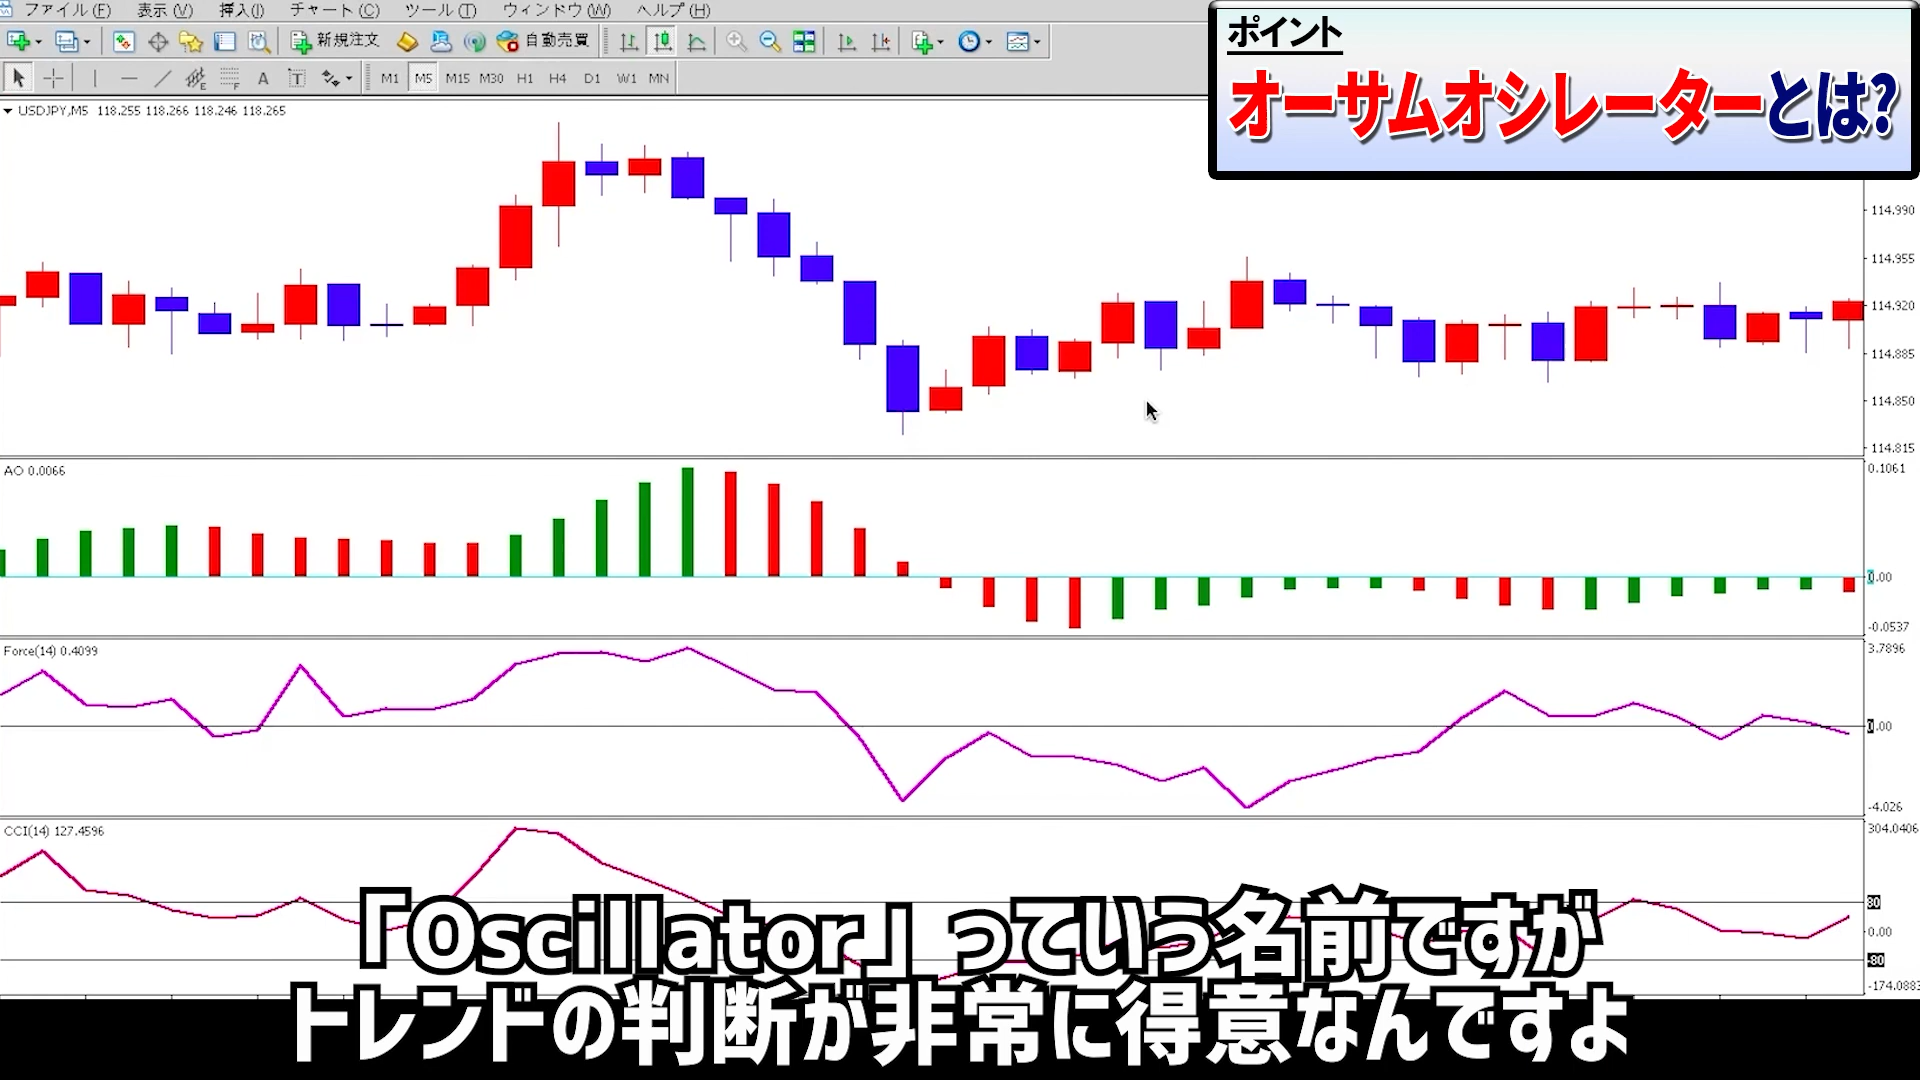 ファイル(F) 表示(V) 挿入(I) チャート(C) ツール(T) ウィンドウ(W) ヘルプ(H)
新規注文 自動売買
A T M1 M5 M15 M30 H1 H4 D1 W1 MN
ポイント
オーサムオシレーターとは?
USDJPY,M5 118.255 118.266 118.246 118.265
114.990
114.955
114.920
114.885
114.850
114.815
AO 0.0066
0.1061
0.00
-0.0537
Force(14) 0.4099
3.7896
0.00
-4.026
CCI(14) 127.4596
304.0406
80
0.00
-80
-174.0883
「Oscillator」っていう名前ですが
トレンドの判断が非常に得意なんですよ